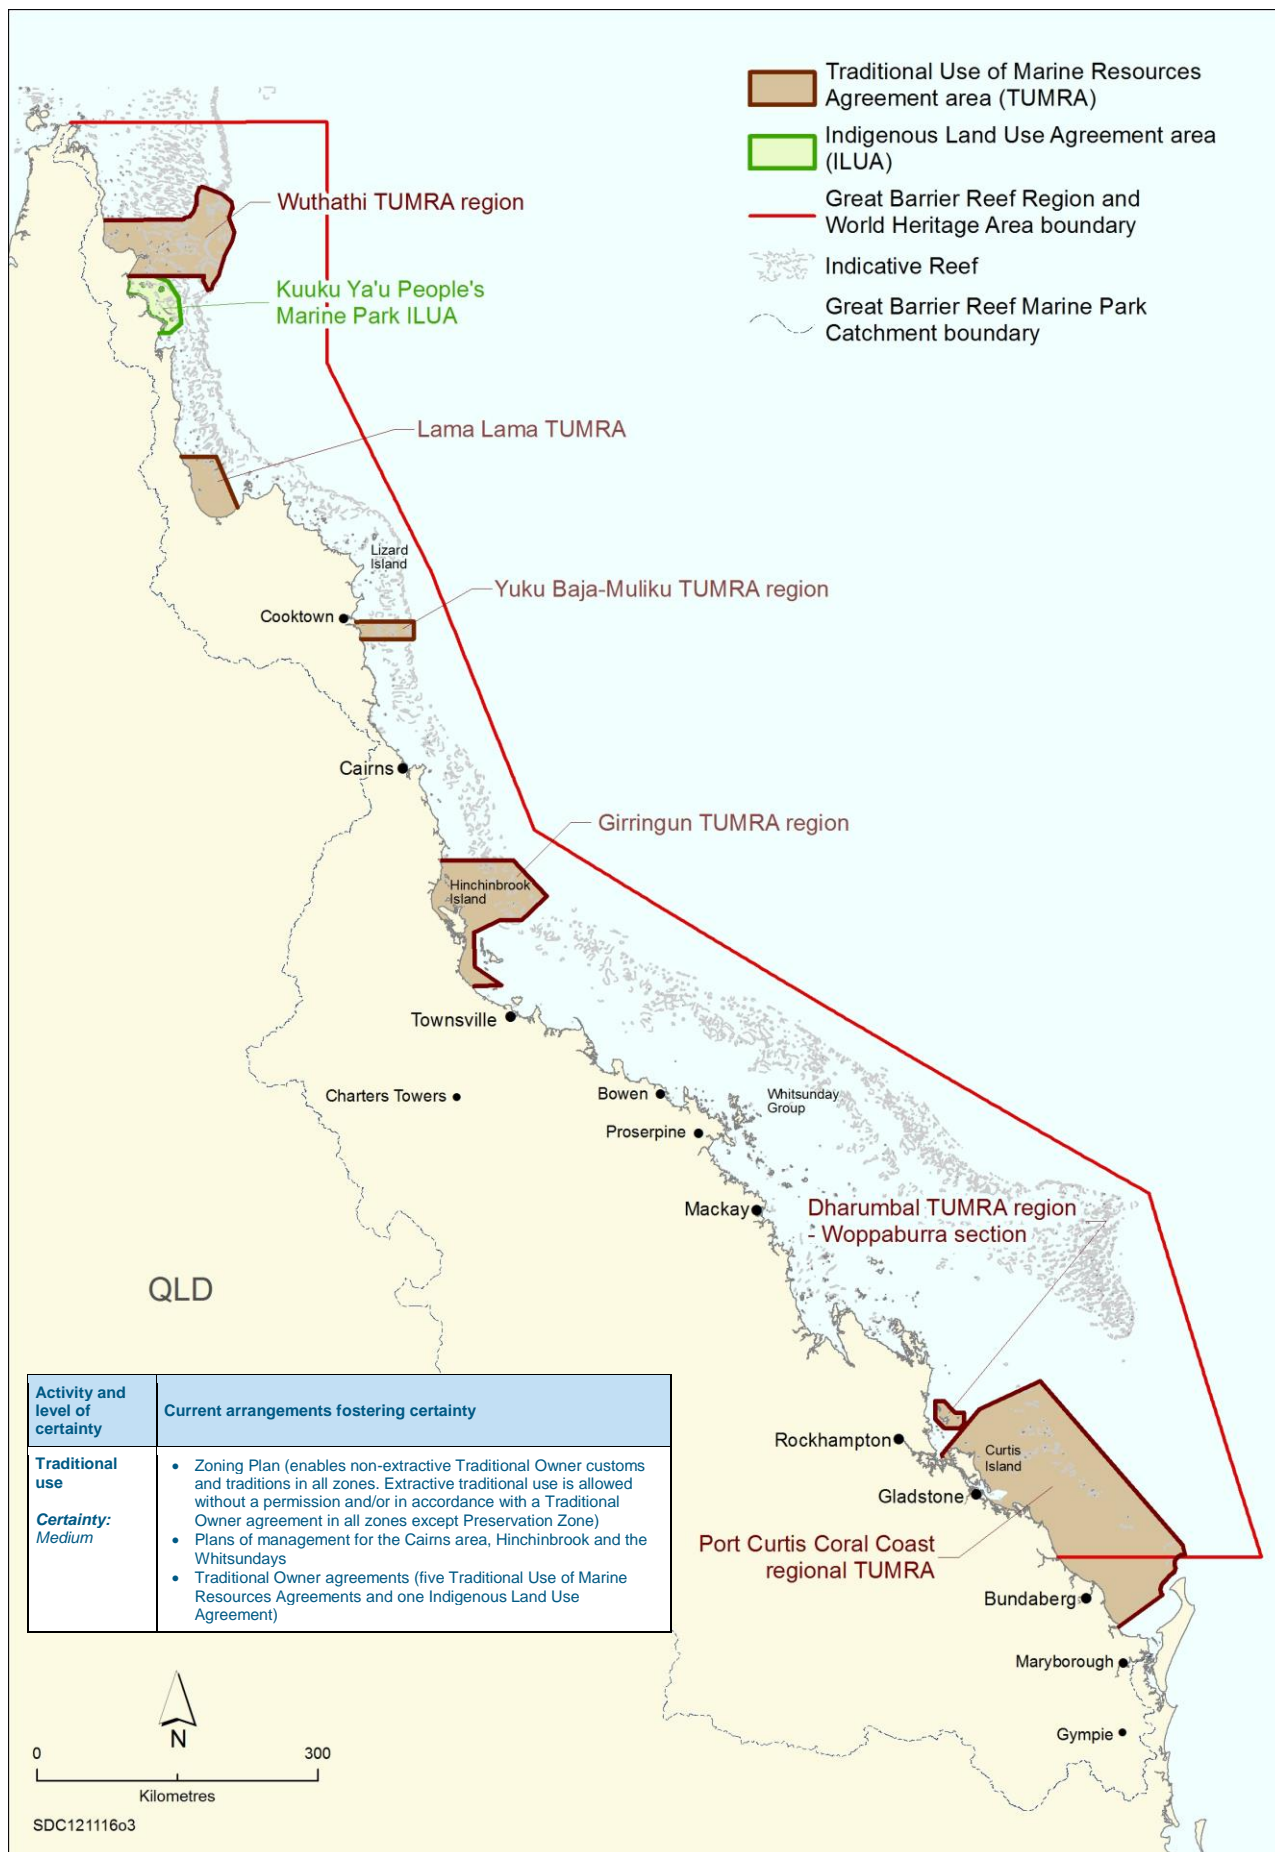 Traditional Use of Marine Resources
Agreement area (TUMRA)
Indigenous Land Use Agreement area
(ILUA)
Great Barrier Reef Region and
World Heritage Area boundary
Indicative Reef
Great Barrier Reef Marine Park
Catchment boundary
Wuthathi TUMRA region
Kuuku Ya'u People's
Marine Park ILUA
Lama Lama TUMRA
Lizard
Island
Yuku Baja-Muliku TUMRA region
Cooktown
Cairns
Girringun TUMRA region
Hinchinbrook
Island
Townsville
Charters Towers
Bowen
Whitsunday
Group
Proserpine
Mackay
Dharumbal TUMRA region
- Woppaburra section
QLD
Rockhampton
Curtis
Island
Gladstone
Port Curtis Coral Coast
regional TUMRA
Bundaberg
Maryborough
Gympie
Activity and
level of
certainty
Current arrangements fostering certainty
Traditional
use
Certainty:
Medium
• Zoning Plan (enables non-extractive Traditional Owner customs
and traditions in all zones. Extractive traditional use is allowed
without a permission and/or in accordance with a Traditional
Owner agreement in all zones except Preservation Zone)
• Plans of management for the Cairns area, Hinchinbrook and the
Whitsundays
• Traditional Owner agreements (five Traditional Use of Marine
Resources Agreements and one Indigenous Land Use
Agreement)
N
0 300
Kilometres
SDC121116o3